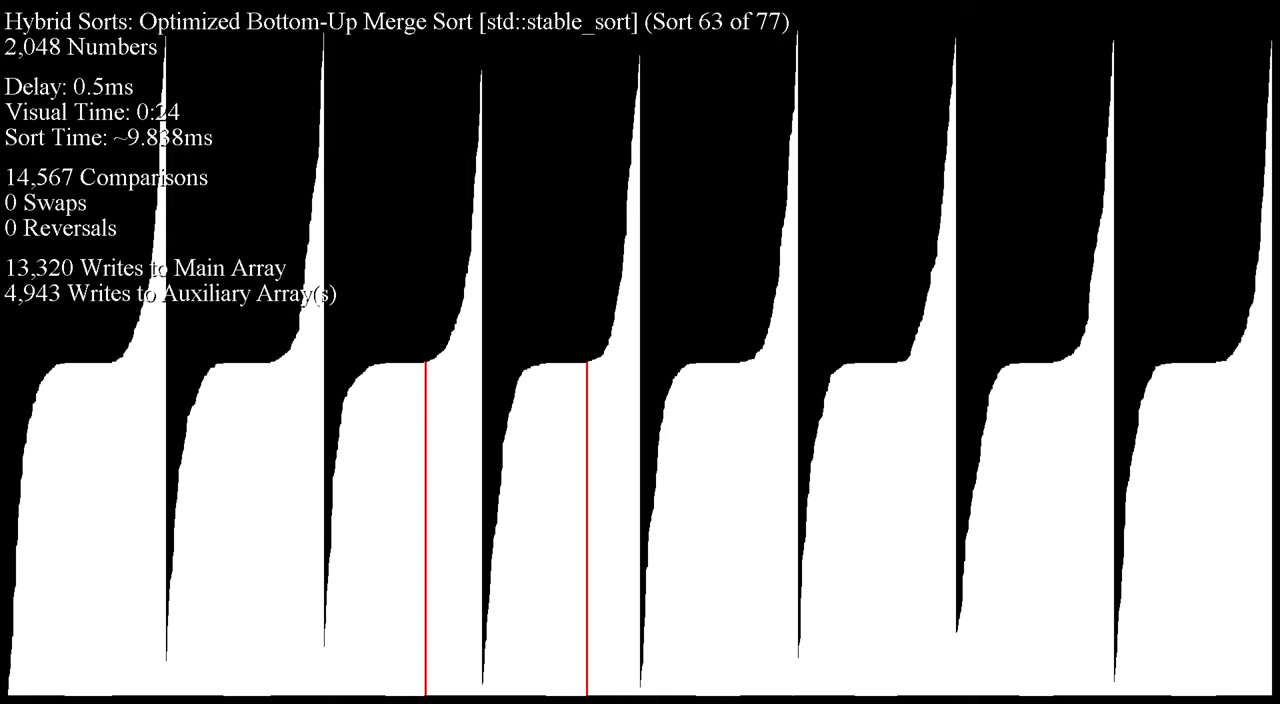 Hybrid Sorts: Optimized Bottom-Up Merge Sort [std::stable_sort] (Sort 63 of 77)
2,048 Numbers
Delay: 0.5ms
Visual Time: 0:24
Sort Time: ~9.838ms
14,567 Comparisons
0 Swaps
0 Reversals
13,320 Writes to Main Array
4,943 Writes to Auxiliary Array(s)